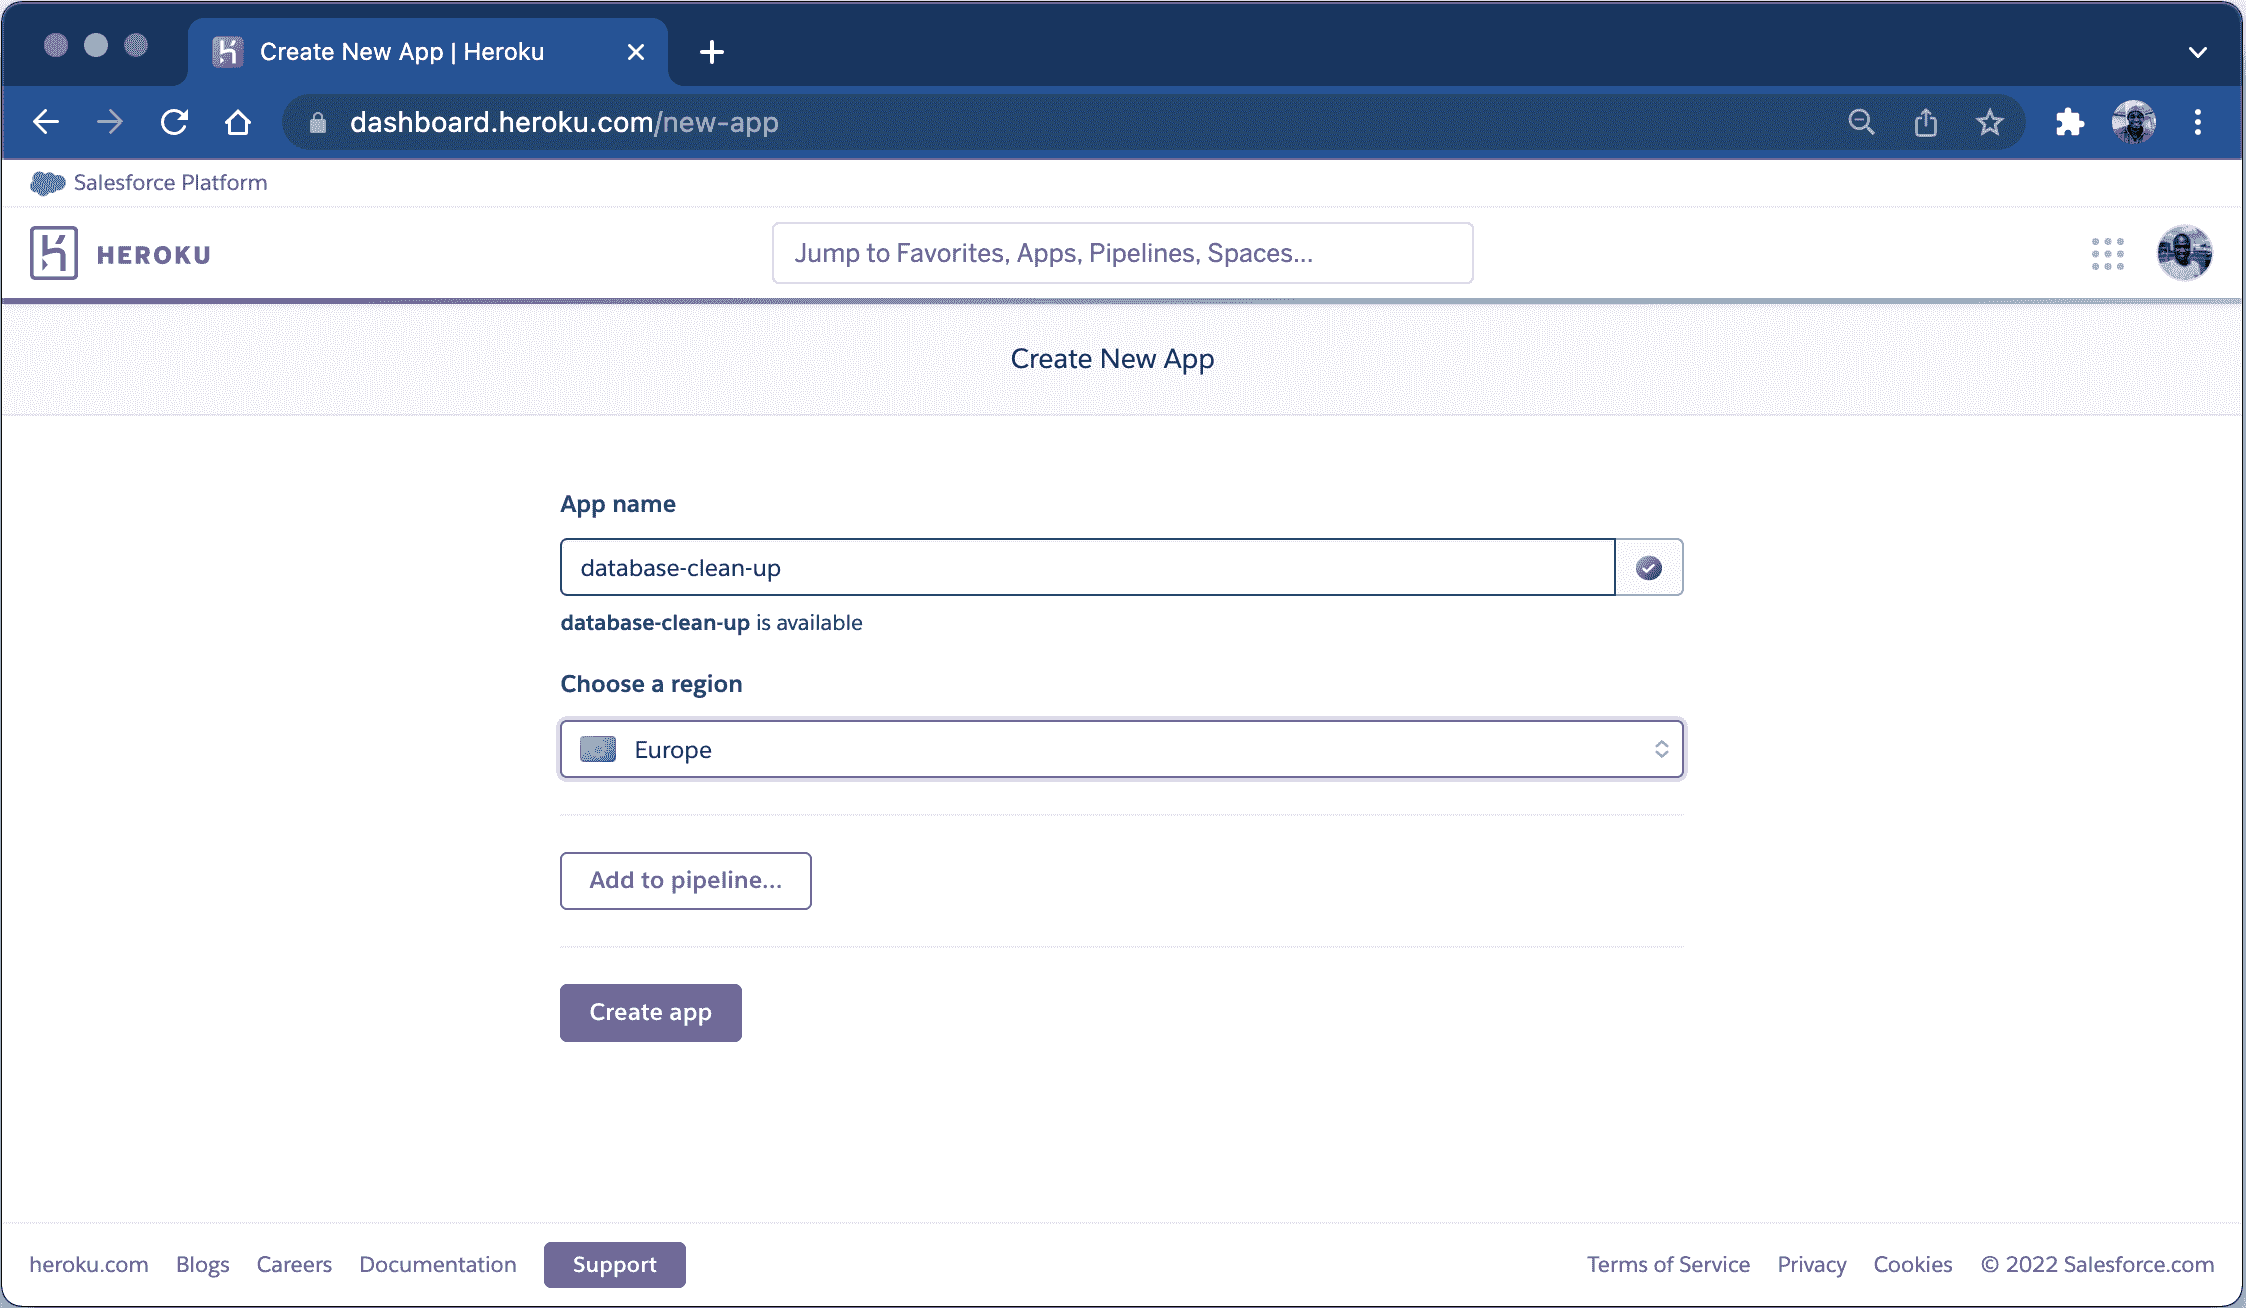 Create New App | Heroku
dashboard.heroku.com/new-app
Salesforce Platform
HEROKU
Jump to Favorites, Apps, Pipelines, Spaces...
Create New App
App name
database-clean-up
database-clean-up is available
Choose a region
Europe
Add to pipeline...
Create app
heroku.com Blogs Careers Documentation Support Terms of Service Privacy Cookies © 2022 Salesforce.com